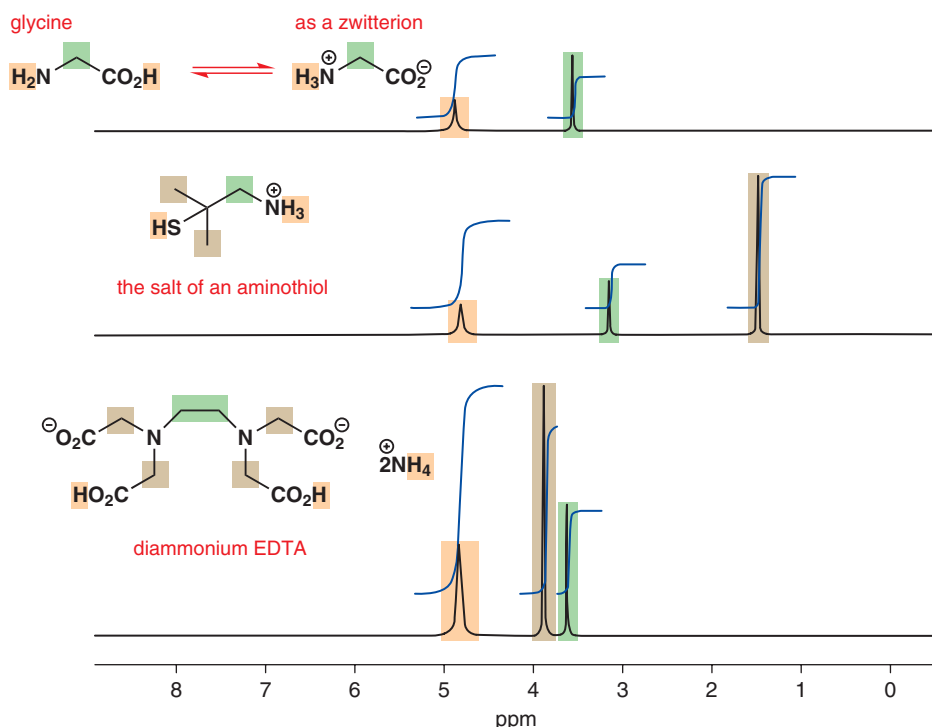 glycine
as a zwitterion
H₂N CO₂H
H₃N⊕ CO₂⊖
HS NH₃⊕
the salt of an aminothiol
⊖O₂C N N CO₂⊖
HO₂C CO₂H
2NH₄⊕
diammonium EDTA
8 7 6 5 4 3 2 1 0
ppm